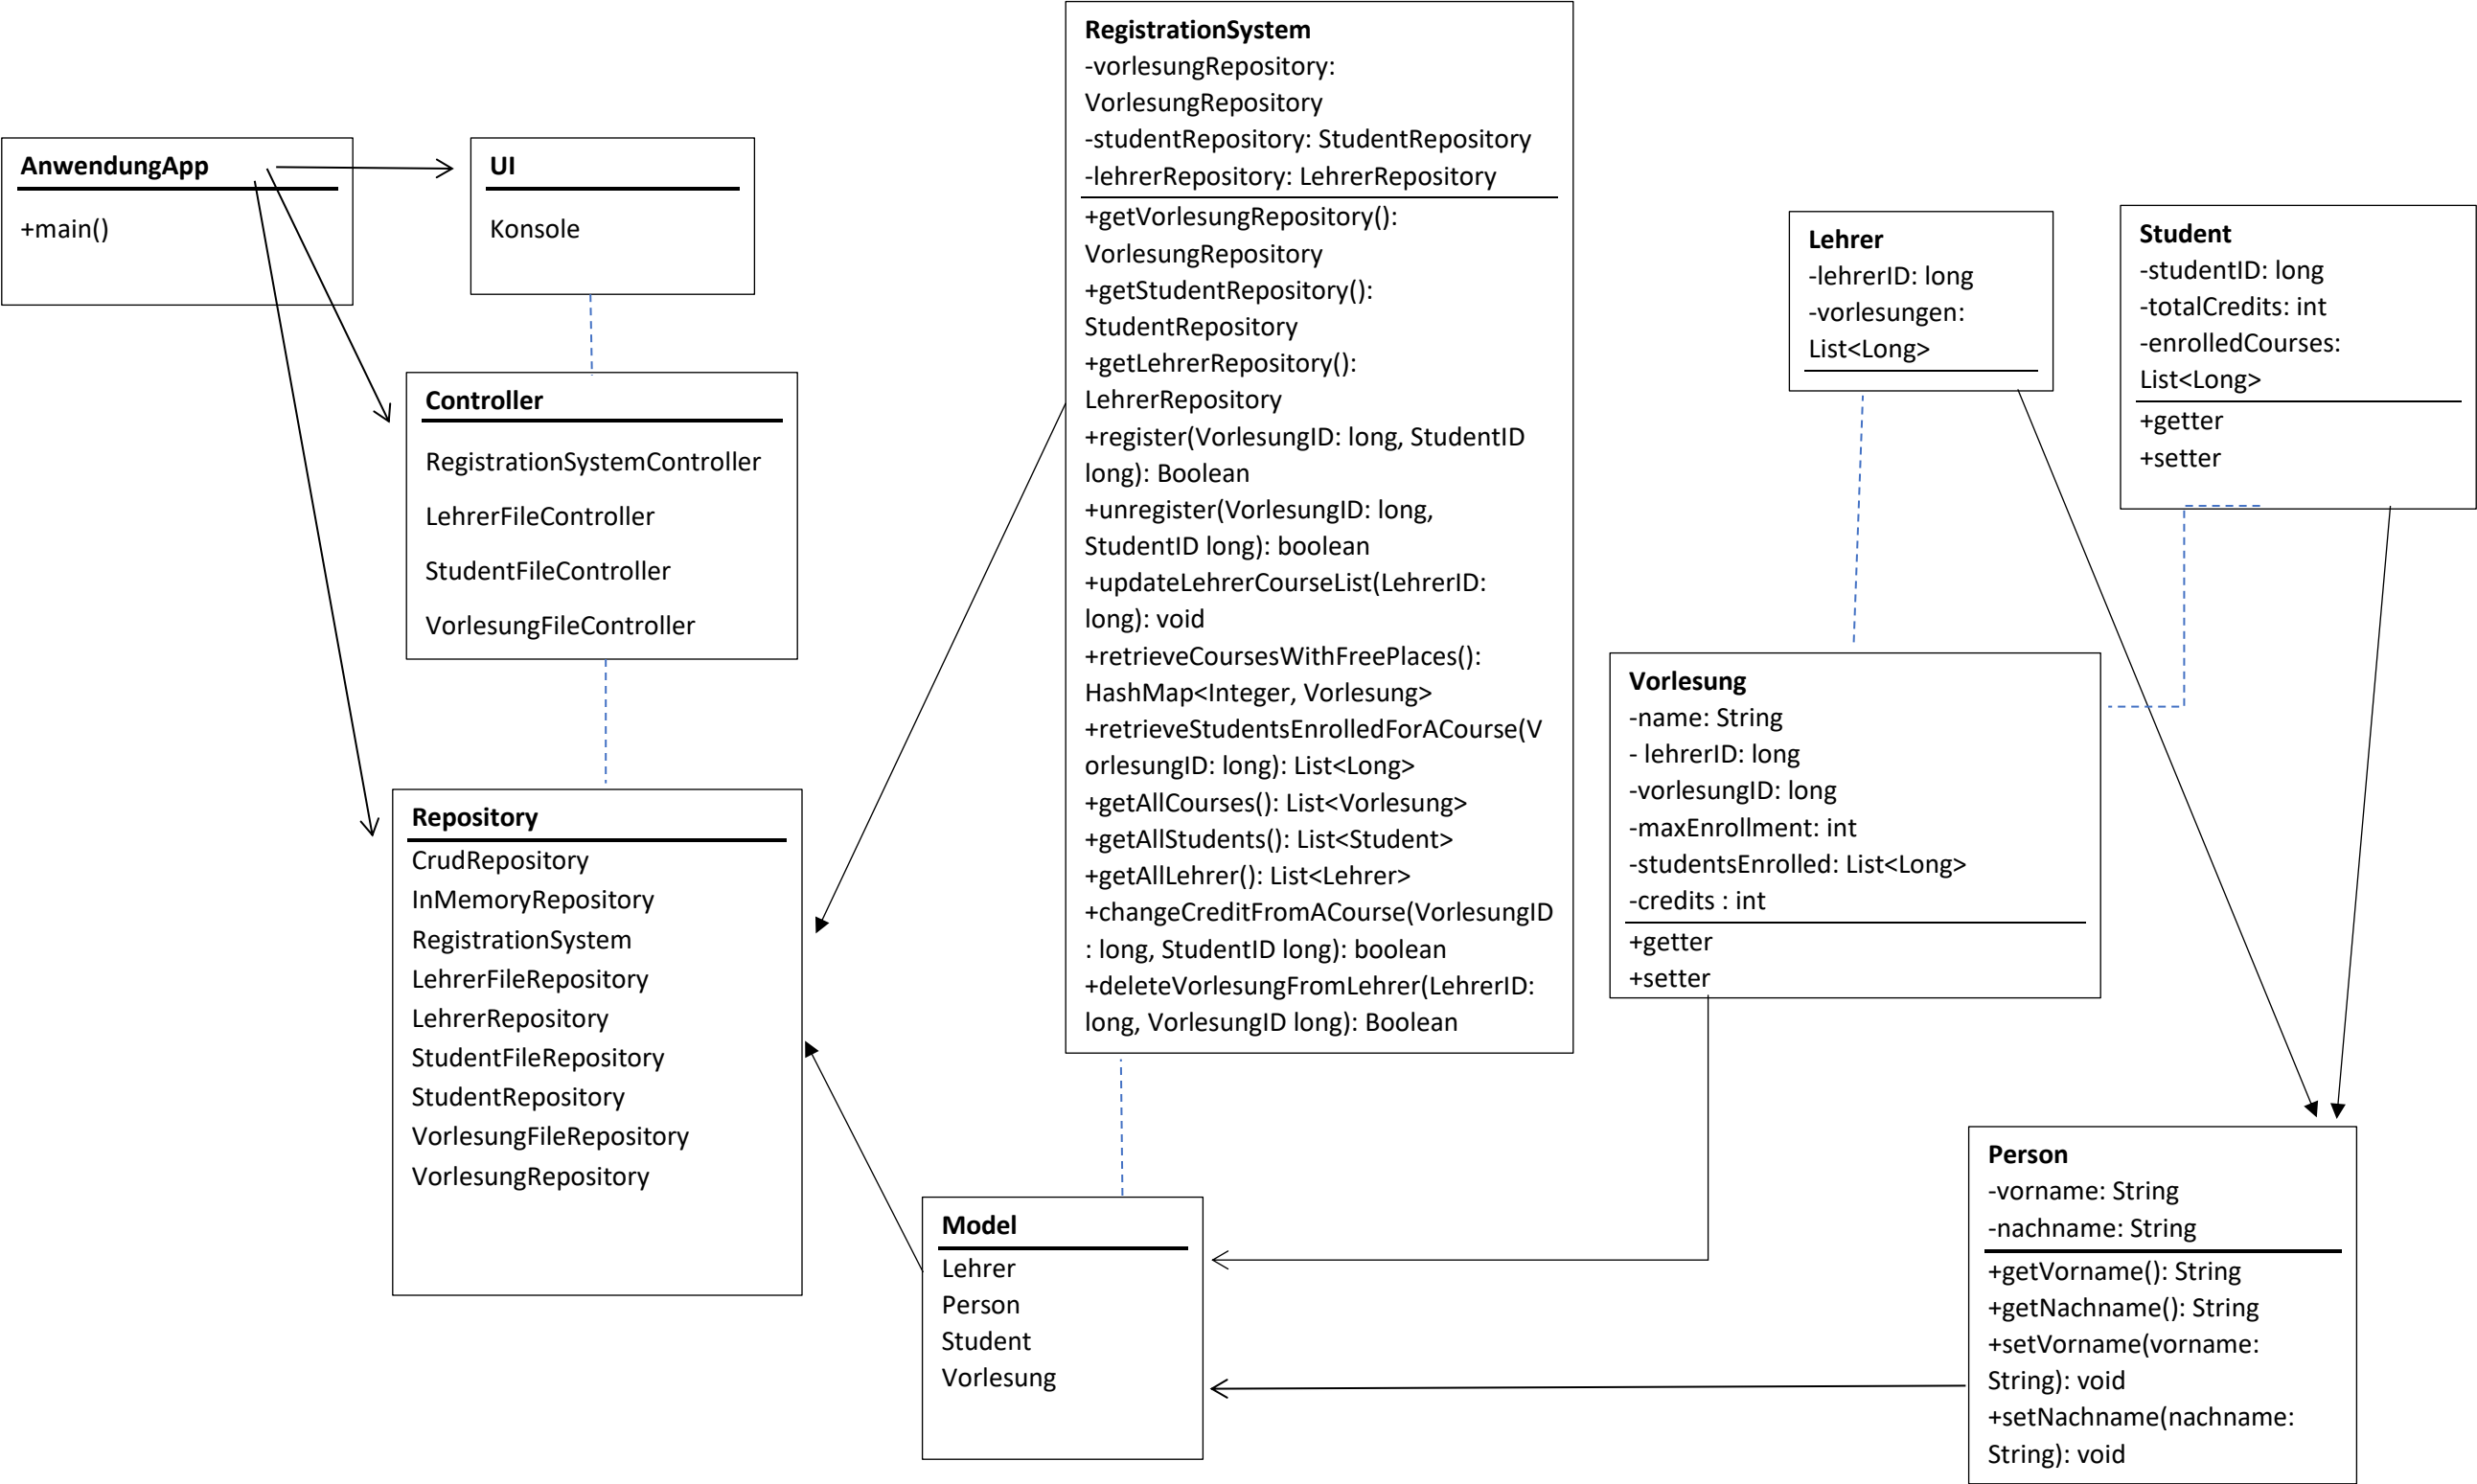 AnwendungApp
+main()
UI
Konsole
Controller
RegistrationSystemController
LehrerFileController
StudentFileController
VorlesungFileController
Repository
CrudRepository
InMemoryRepository
RegistrationSystem
LehrerFileRepository
LehrerRepository
StudentFileRepository
StudentRepository
VorlesungFileRepository
VorlesungRepository
RegistrationSystem
-vorlesungRepository:
VorlesungRepository
-studentRepository: StudentRepository
-lehrerRepository: LehrerRepository
+getVorlesungRepository():
VorlesungRepository
+getStudentRepository():
StudentRepository
+getLehrerRepository():
LehrerRepository
+register(VorlesungID: long, StudentID
long): Boolean
+unregister(VorlesungID: long,
StudentID long): boolean
+updateLehrerCourseList(LehrerID:
long): void
+retrieveCoursesWithFreePlaces():
HashMap<Integer, Vorlesung>
+retrieveStudentsEnrolledForACourse(V
orlesungID: long): List<Long>
+getAllCourses(): List<Vorlesung>
+getAllStudents(): List<Student>
+getAllLehrer(): List<Lehrer>
+changeCreditFromACourse(VorlesungID
: long, StudentID long): boolean
+deleteVorlesungFromLehrer(LehrerID:
long, VorlesungID long): Boolean
Model
Lehrer
Person
Student
Vorlesung
Lehrer
-lehrerID: long
-vorlesungen:
List<Long>
Student
-studentID: long
-totalCredits: int
-enrolledCourses:
List<Long>
+getter
+setter
Vorlesung
-name: String
- lehrerID: long
-vorlesungID: long
-maxEnrollment: int
-studentsEnrolled: List<Long>
-credits : int
+getter
+setter
Person
-vorname: String
-nachname: String
+getVorname(): String
+getNachname(): String
+setVorname(vorname:
String): void
+setNachname(nachname:
String): void